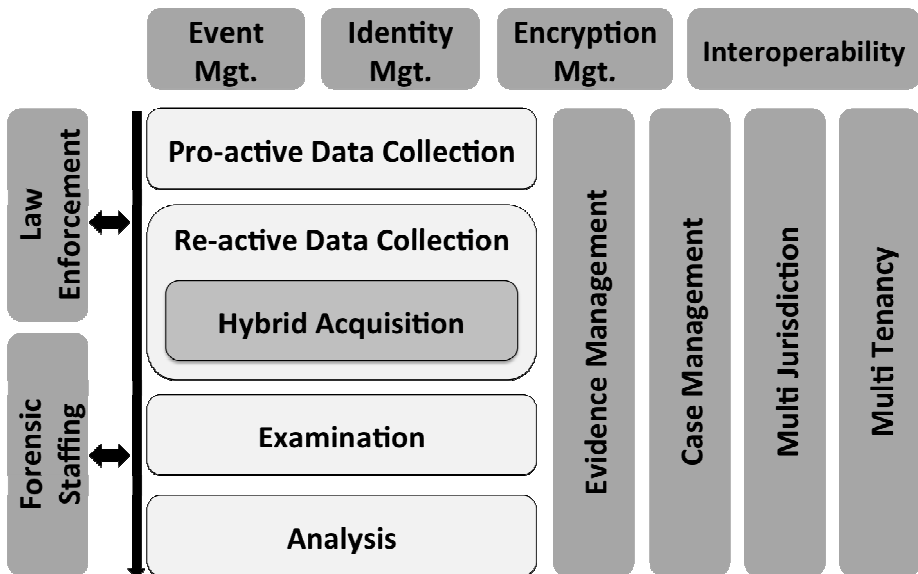 Event
Mgt.
Identity
Mgt.
Encryption
Mgt.
Interoperability
Law
Enforcement
Forensic
Staffing
Pro-active Data Collection
Re-active Data Collection
Hybrid Acquisition
Examination
Analysis
Evidence Management
Case Management
Multi Jurisdiction
Multi Tenancy